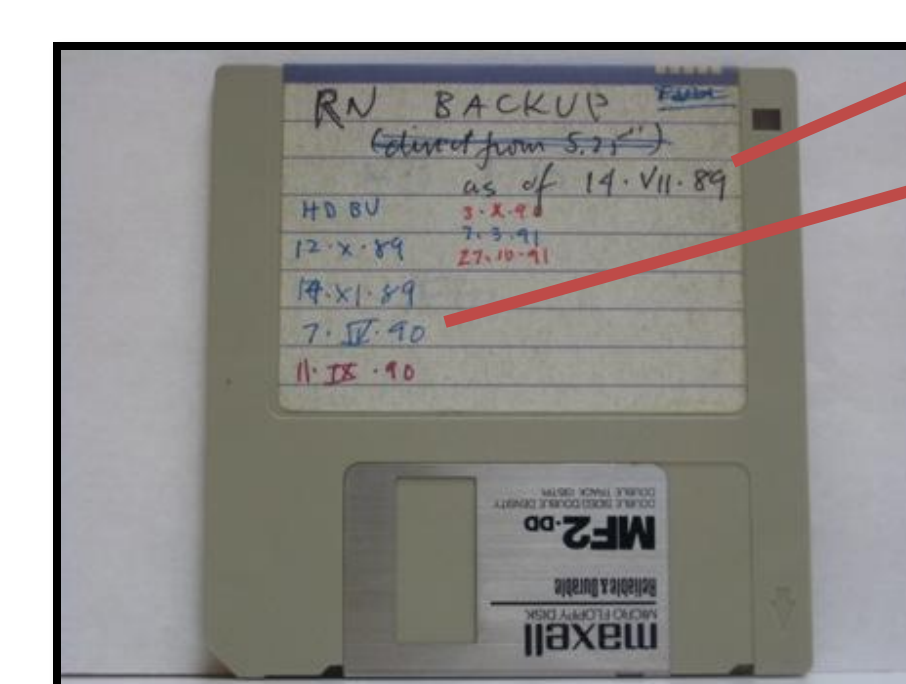 RN BACKUP
(direct from 5.25")
as of 14. VII. 89
HD BU
12. X. 89
14. XI. 89
7. IV. 90
11. IX. 90
3. X. 90
7. 3. 91
27. 10. 91
DOUBLE SIDED DOUBLE DENSITY
DOUBLE TRACK 135TPI
MF2-DD
Reliable & Durable
MICRO FLOPPY DISK
maxell